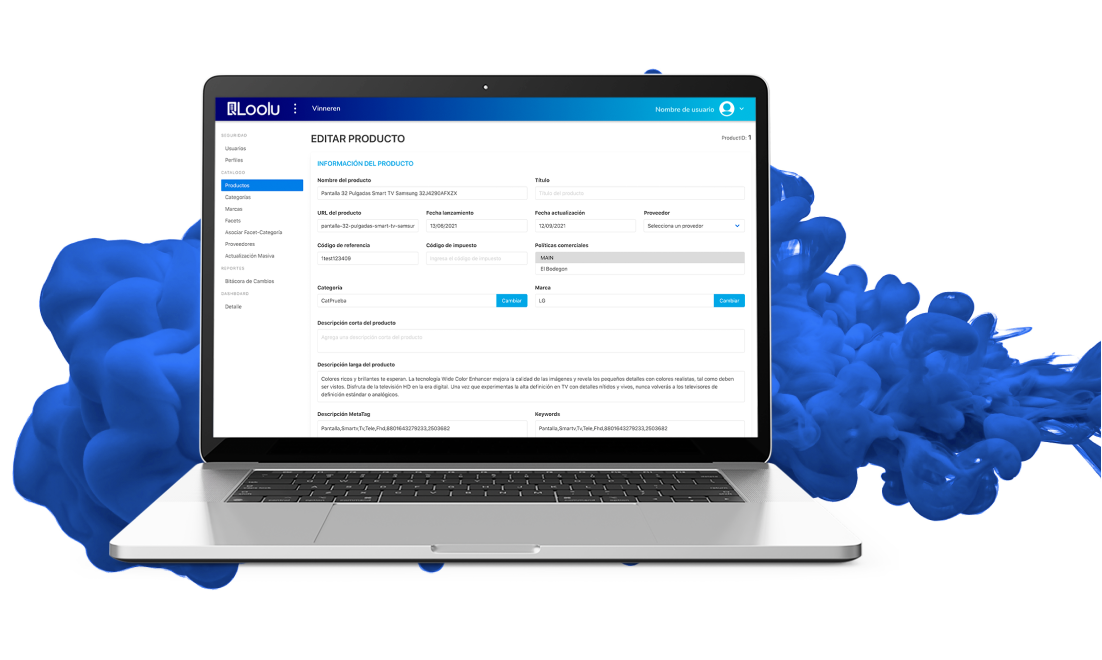 Loolu
Vinneren
Nombre de usuario
SEGURIDAD
Usuarios
Perfiles
CATALOGO
Productos
Categorías
Marcas
Facets
Asociar Facet-Categoría
Proveedores
Actualización Masiva
REPORTES
Bitácora de Cambios
DASHBOARD
Detalle
EDITAR PRODUCTO
ProductID: 1
INFORMACIÓN DEL PRODUCTO
Nombre del producto
Pantalla 32 Pulgadas Smart TV Samsung 32J4290AFXZX
Título
Título del producto
URL del producto
pantalla-32-pulgadas-smart-tv-samsur
Fecha lanzamiento
13/06/2021
Fecha actualización
12/09/2021
Proveedor
Selecciona un provedor
Código de referencia
1test123409
Código de impuesto
Ingrese el código de impuesto
Políticas comerciales
MAIN
El Bodegon
Categoría
CatPrueba
Cambiar
Marca
LG
Cambiar
Descripción corta del producto
Agrega una descripción corta del producto
Descripción larga del producto
Colores ricos y brillantes te esperan. La tecnología Wide Color Enhancer mejora la calidad de las imágenes y revela los pequeños detalles con colores realistas, tal como deben
ser vistos. Disfruta de la televisión HD en la era digital. Una vez que experimentas la alta definición en TV con detalles nítidos y vivos, nunca volverás a los televisores de
definición estándar o analógicos.
Descripción MetaTag
Pantalla,Smartv,Tv,Tele,Fhd,8801643279233,2503682
Keywords
Pantalla,Smartv,Tv,Tele,Fhd,8801643279233,2503682